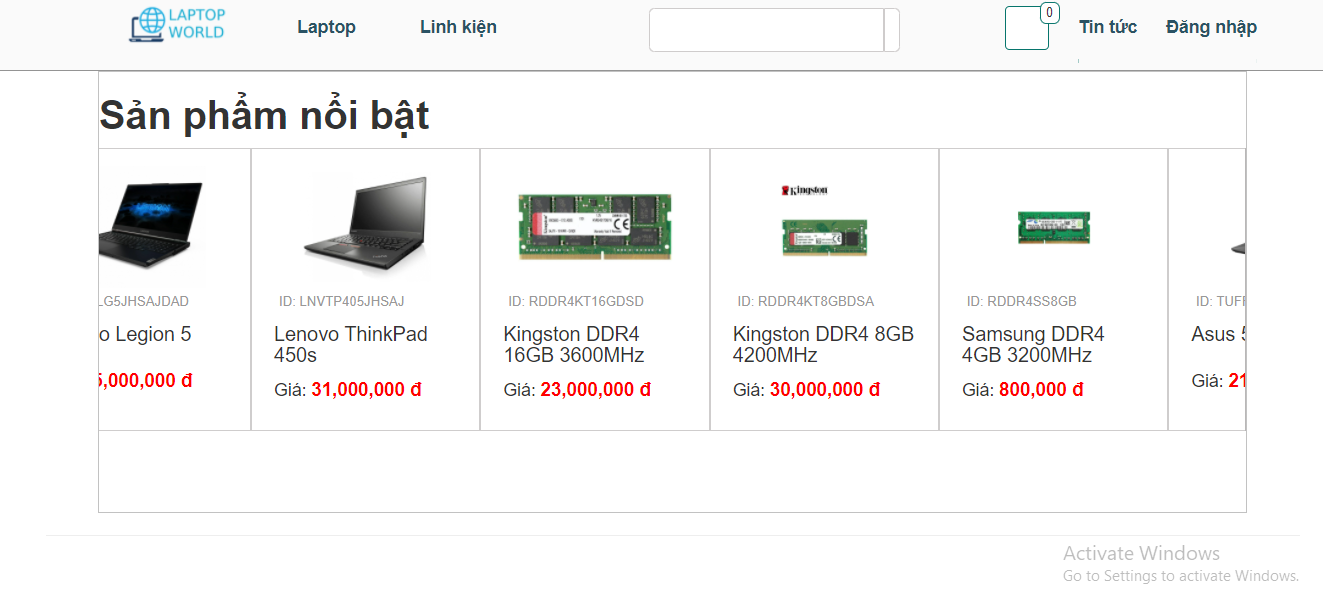 LAPTOP
WORLD
Laptop
Linh kiện
0
Tin tức
Đăng nhập
Sản phẩm nổi bật
LG5JHSAJDAD
o Legion 5
5,000,000 đ
ID: LNVTP405JHSAJ
Lenovo ThinkPad
450s
Giá: 31,000,000 đ
ID: RDDR4KT16GDSD
Kingston DDR4
16GB 3600MHz
Giá: 23,000,000 đ
Kingston
ID: RDDR4KT8GBDSA
Kingston DDR4 8GB
4200MHz
Giá: 30,000,000 đ
ID: RDDR4SS8GB
Samsung DDR4
4GB 3200MHz
Giá: 800,000 đ
ID: TUF
Asus 5
Giá: 21
Activate Windows
Go to Settings to activate Windows.